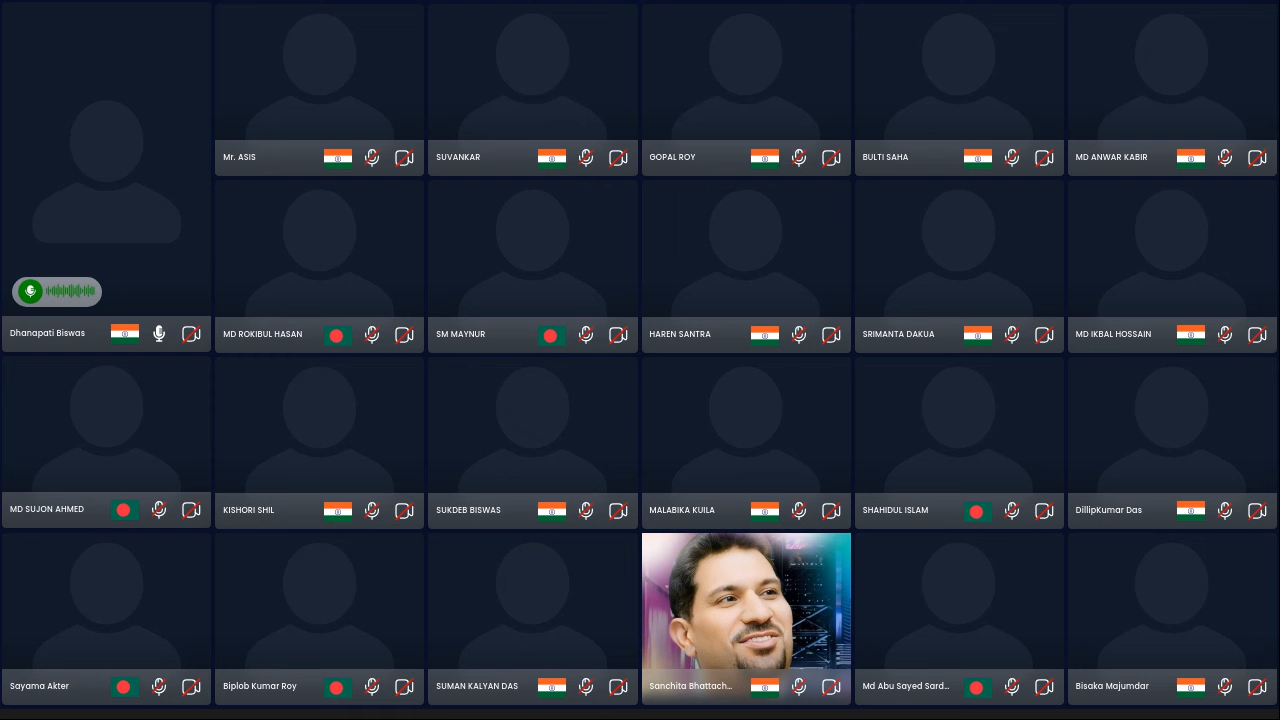 Mr. ASIS
SUVANKAR
GOPAL ROY
BULTI SAHA
MD ANWAR KABIR
Dhanapati Biswas
MD ROKIBUL HASAN
SM MAYNUR
HAREN SANTRA
SRIMANTA DAKUA
MD IKBAL HOSSAIN
MD SUJON AHMED
KISHORI SHIL
SUKDEB BISWAS
MALABIKA KUILA
SHAHIDUL ISLAM
DillipKumar Das
Sayama Akter
Biplob Kumar Roy
SUMAN KALYAN DAS
Sanchita Bhattach...
Md Abu Sayed Sard...
Bisaka Majumdar